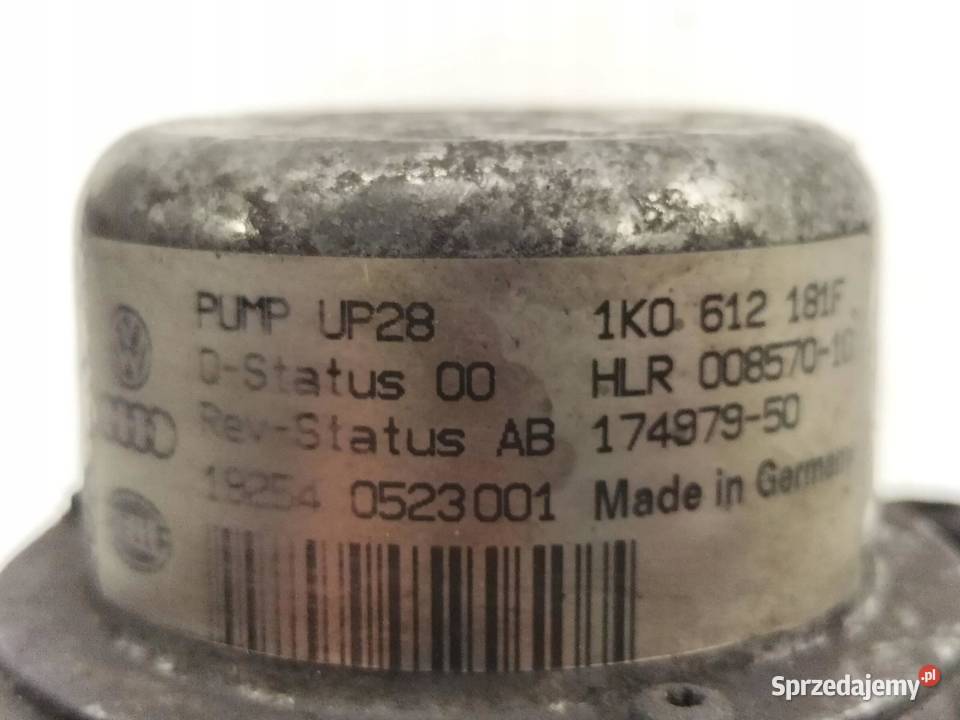 PUMP UP28 1K0 612 181F
Q-Status 00 HLR 008570-10
Rev-Status AB 174979-50
19254 0523001 Made in Germany
Sprzedajemy.pl